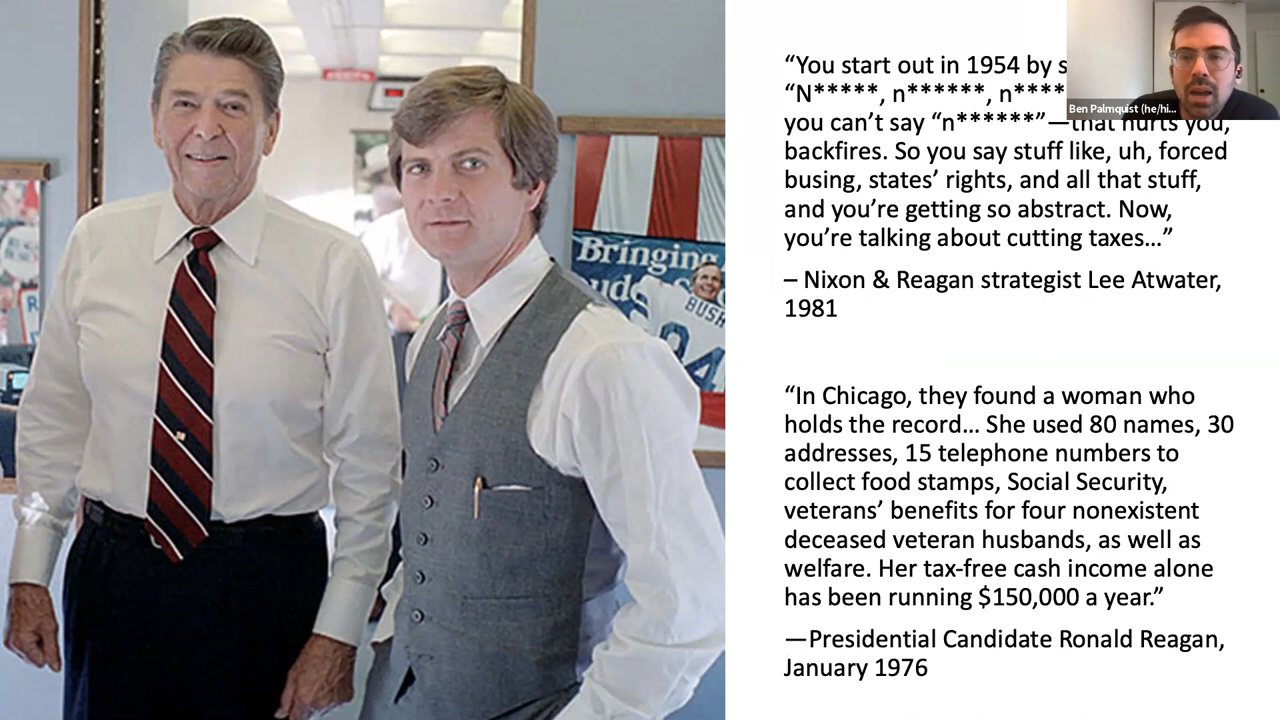 “You start out in 1954 by s
“N*****, n******, n****
you can’t say “n******”—that hurts you,
backfires. So you say stuff like, uh, forced
busing, states’ rights, and all that stuff,
and you’re getting so abstract. Now,
you’re talking about cutting taxes…”
– Nixon & Reagan strategist Lee Atwater,
1981
“In Chicago, they found a woman who
holds the record… She used 80 names, 30
addresses, 15 telephone numbers to
collect food stamps, Social Security,
veterans’ benefits for four nonexistent
deceased veteran husbands, as well as
welfare. Her tax-free cash income alone
has been running $150,000 a year.”
—Presidential Candidate Ronald Reagan,
January 1976
Ben Palmquist (he/hi...
Bringing
BUSH
84